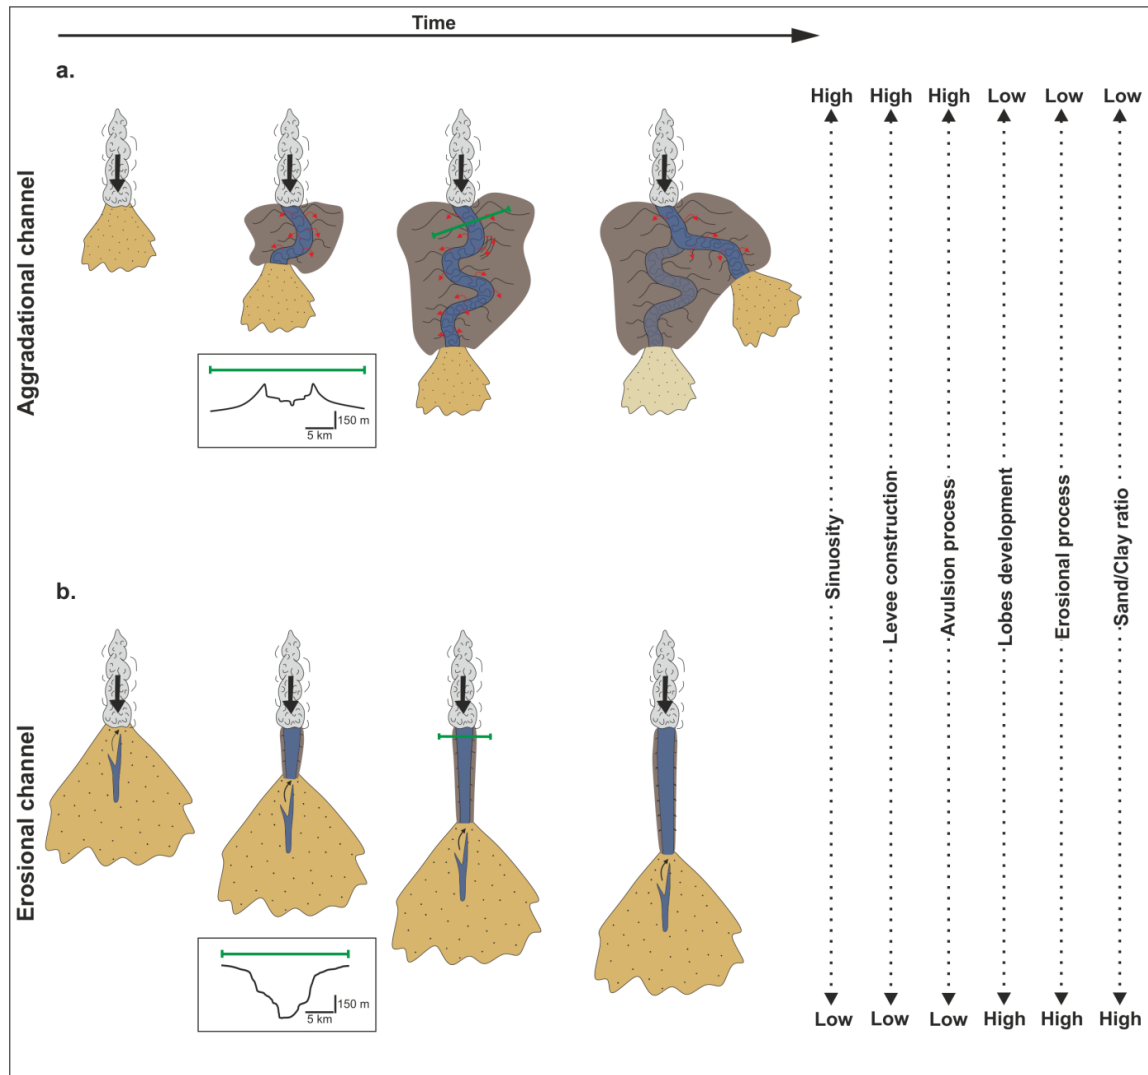 Time
a.
Aggradational channel
150 m
5 km
b.
Erosional channel
150 m
5 km
High High High Low Low Low
Sinuosity
Levee construction
Avulsion process
Lobes development
Erosional process
Sand/Clay ratio
Low Low Low High High High